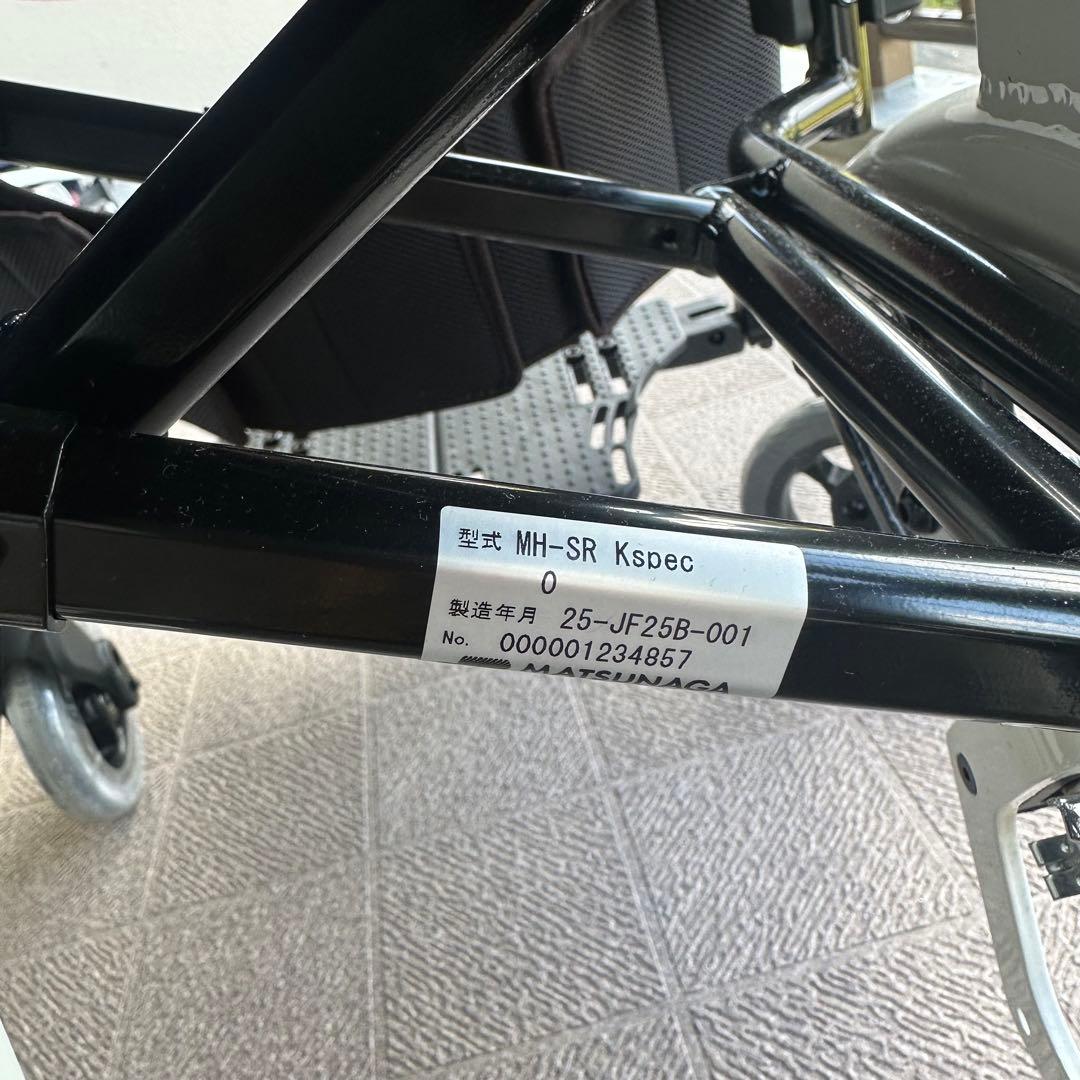 型式 MH-SR Kspec
0
製造年月 25-JF25B-001
No. 000001234857
MATSUNAGA